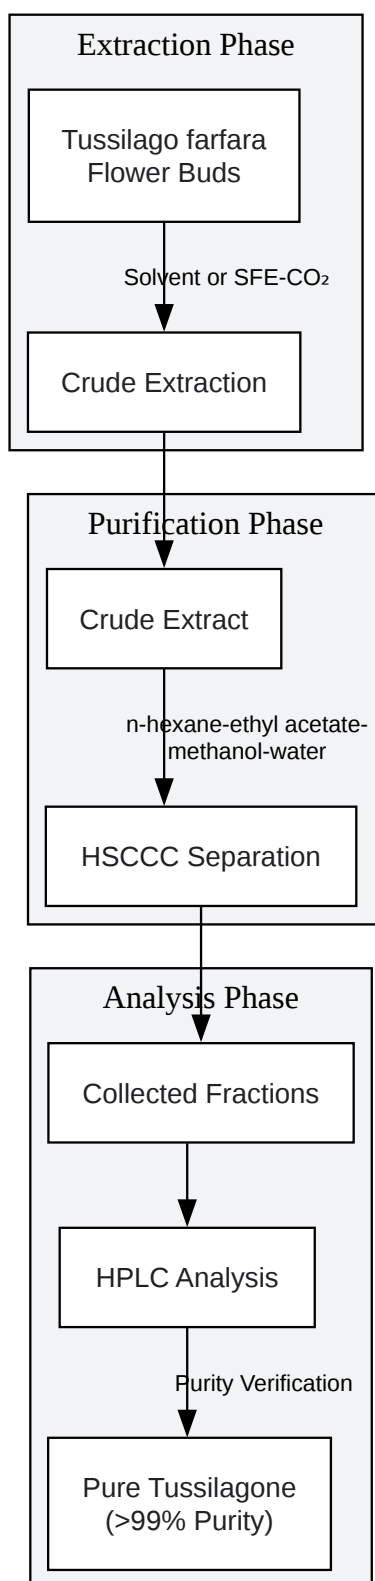 Extraction Phase
Tussilago farfara
Flower Buds
Solvent or SFE-CO₂
Crude Extraction
Purification Phase
Crude Extract
n-hexane-ethyl acetate-
methanol-water
HSCCC Separation
Analysis Phase
Collected Fractions
HPLC Analysis
Purity Verification
Pure Tussilagone
(>99% Purity)